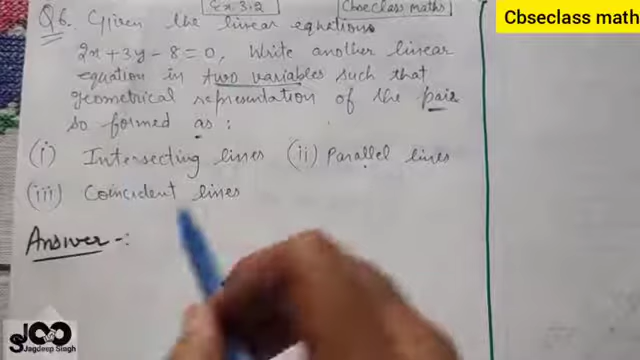 Ex 3.2
Cbseclass maths
Cbseclass math
Q6. Given the linear equations
2x + 3y - 8 = 0, Write another linear
equation in two variables such that
geometrical representation of the pair
so formed as :
(i) Intersecting lines (ii) Parallel lines
(iii) Coincident lines
Answer -:
Jagdeep Singh